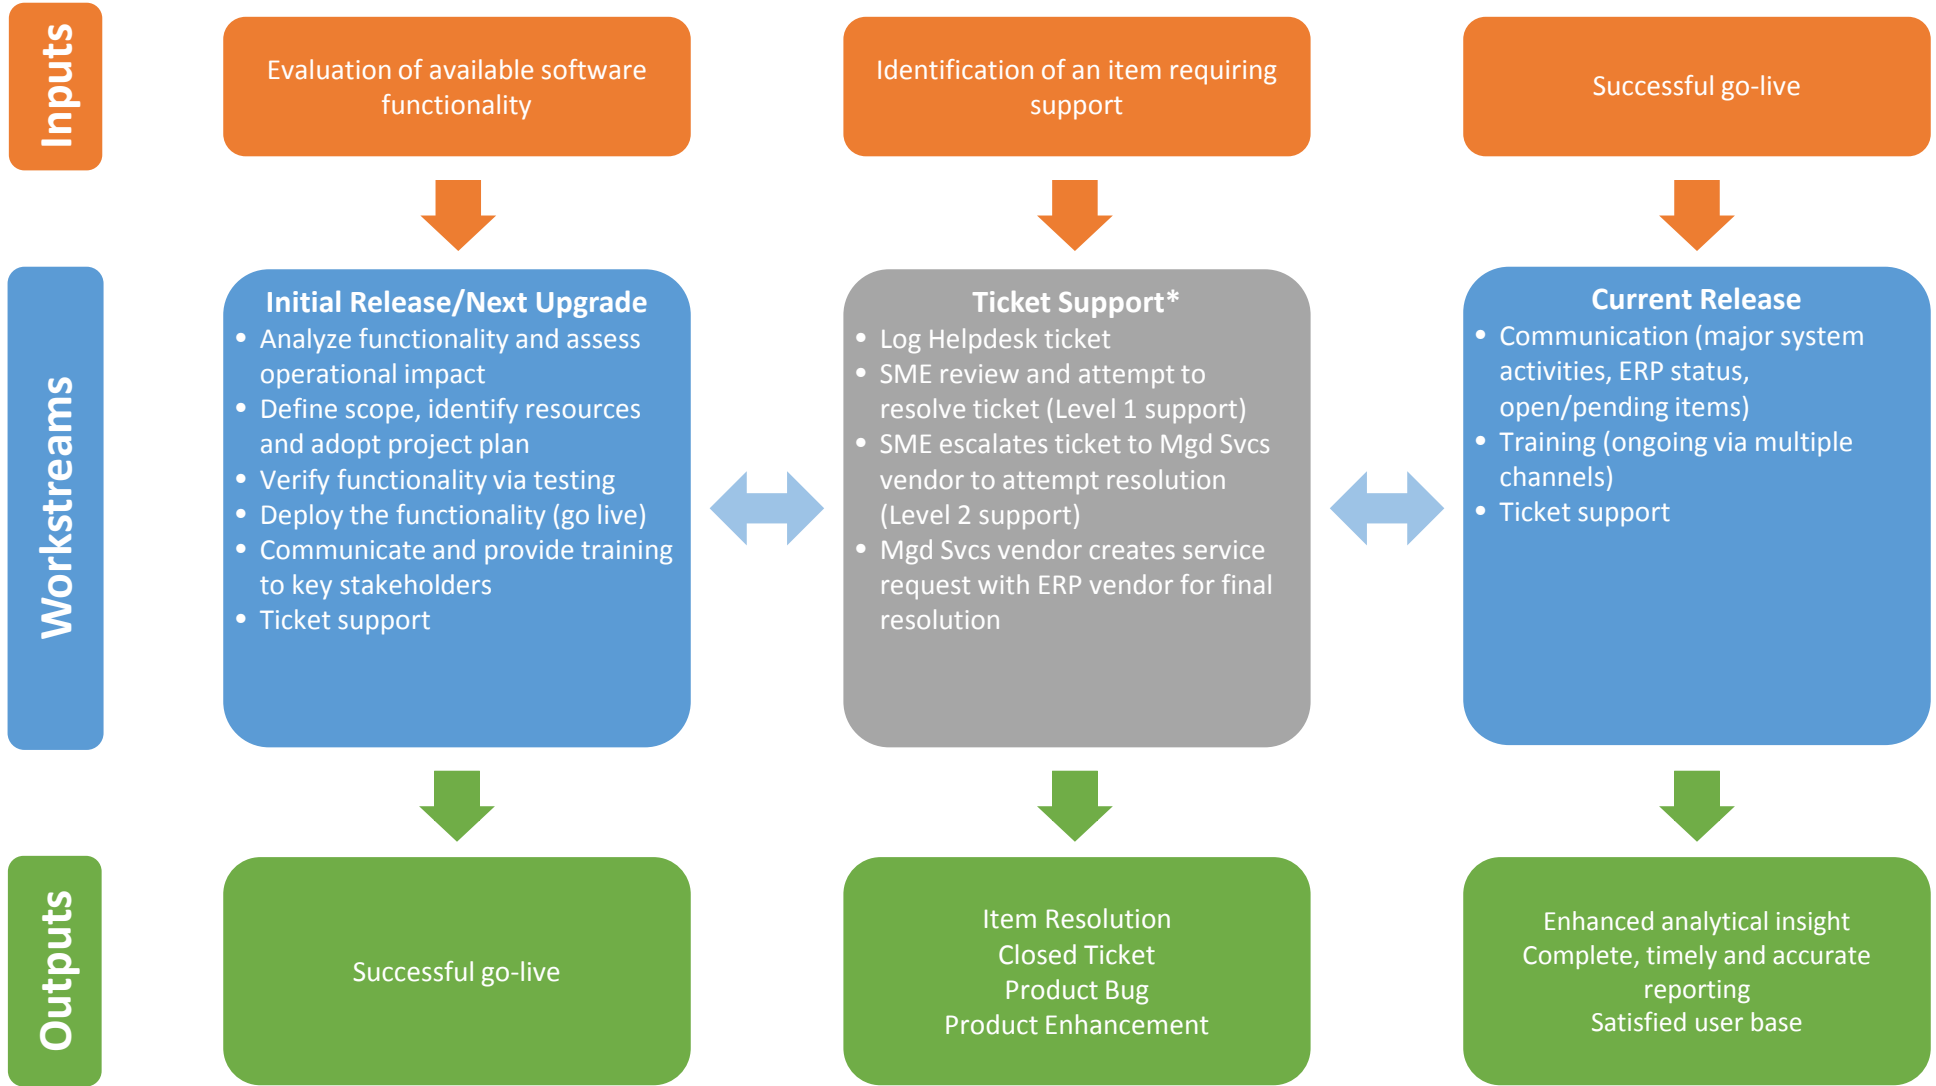 Inputs
Evaluation of available software
functionality
Identification of an item requiring
support
Successful go-live
Workstreams
Initial Release/Next Upgrade
• Analyze functionality and assess
operational impact
• Define scope, identify resources
and adopt project plan
• Verify functionality via testing
• Deploy the functionality (go live)
• Communicate and provide training
to key stakeholders
• Ticket support
Ticket Support*
• Log Helpdesk ticket
• SME review and attempt to
resolve ticket (Level 1 support)
• SME escalates ticket to Mgd Svcs
vendor to attempt resolution
(Level 2 support)
• Mgd Svcs vendor creates service
request with ERP vendor for final
resolution
Current Release
• Communication (major system
activities, ERP status,
open/pending items)
• Training (ongoing via multiple
channels)
• Ticket support
Outputs
Successful go-live
Item Resolution
Closed Ticket
Product Bug
Product Enhancement
Enhanced analytical insight
Complete, timely and accurate
reporting
Satisfied user base